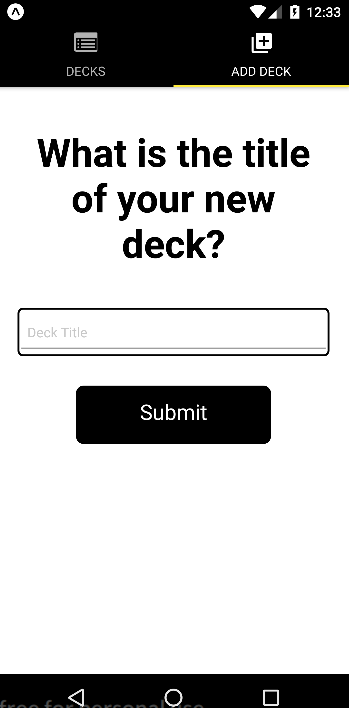 12:33
DECKS
ADD DECK
What is the title
of your new
deck?
Deck Title
Submit
free for personal use